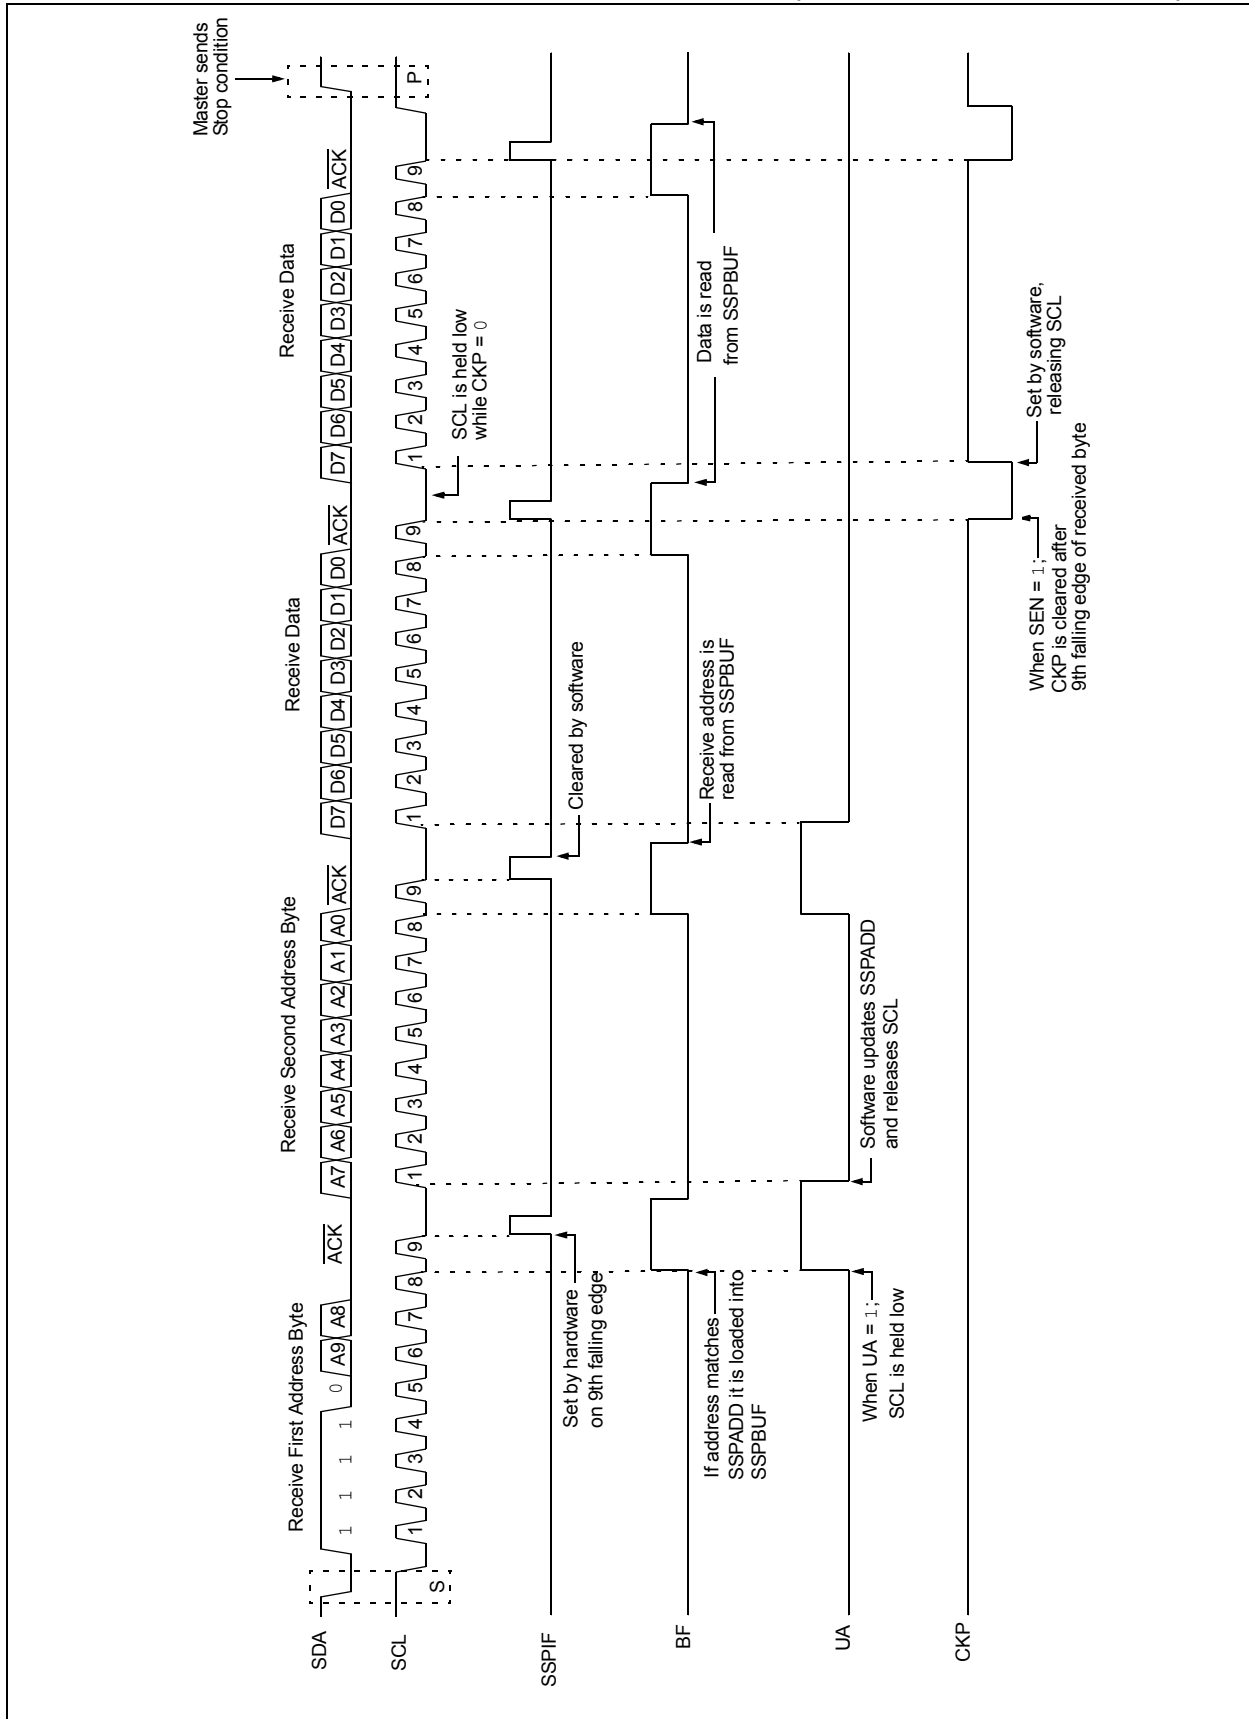 Master sends
Stop condition
Receive First Address Byte
Receive Second Address Byte
Receive Data
Receive Data
SDA
1 1 1 1 0 A9 A8 ACK
A7 A6 A5 A4 A3 A2 A1 A0 ACK
D7 D6 D5 D4 D3 D2 D1 D0 ACK
D7 D6 D5 D4 D3 D2 D1 D0 ACK
SCL
S
1 2 3 4 5 6 7 8 9
1 2 3 4 5 6 7 8 9
1 2 3 4 5 6 7 8 9
1 2 3 4 5 6 7 8 9
P
SCL is held low
while CKP = 0
SSPIF
Set by hardware
on 9th falling edge
Cleared by software
BF
If address matches
SSPADD it is loaded into
SSPBUF
Receive address is
read from SSPBUF
Data is read
from SSPBUF
UA
When UA = 1;
SCL is held low
Software updates SSPADD
and releases SCL
CKP
When SEN = 1;
CKP is cleared after
9th falling edge of received byte
Set by software,
releasing SCL